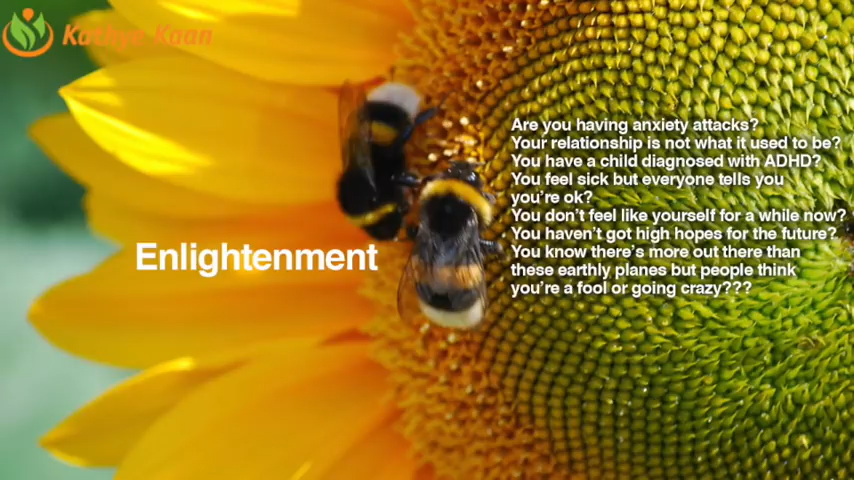 Kathye Kaan
Enlightenment
Are you having anxiety attacks?
Your relationship is not what it used to be?
You have a child diagnosed with ADHD?
You feel sick but everyone tells you
you're ok?
You don't feel like yourself for a while now?
You haven't got high hopes for the future?
You know there's more out there than
these earthly planes but people think
you're a fool or going crazy???